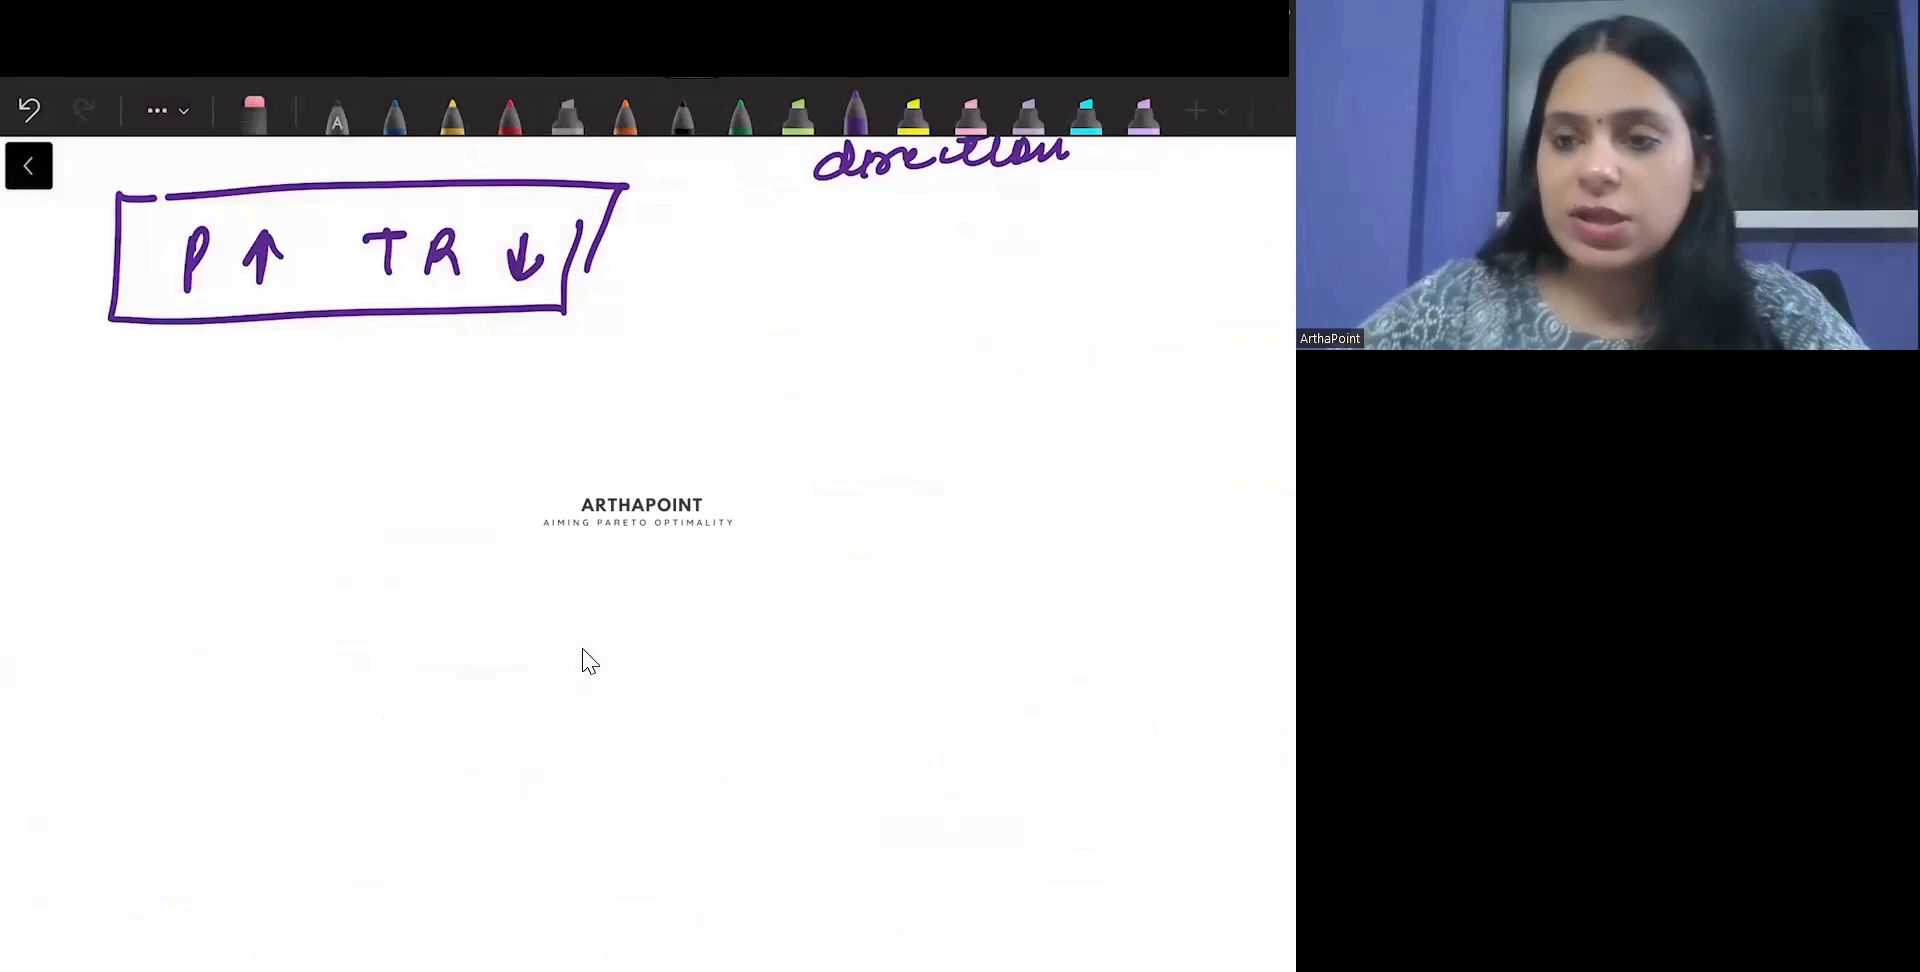 direction
P ↑ TR ↓
ARTHAPOINT
AIMING PARETO OPTIMALITY
A
ArthaPoint